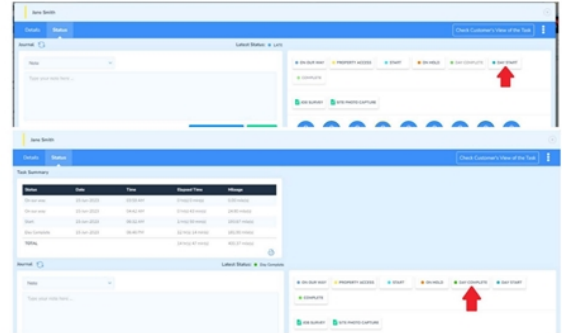 Jane Smith
Details Status
Check Customer's View of the Task
Journal
Latest Status:
Note
Type your note here...
ON OUR WAY PROPERTY ACCESS START ON HOLD DAY COMPLETE DAY START
COMPLETE
JOB SURVEY SITE PHOTO CAPTURE
Jane Smith
Details Status
Check Customer's View of the Task
Task Summary
Status Date Time Elapsed Time Mileage
On our way
On our way
Start
Day Complete
TOTAL
Journal
Latest Status: Day Complete
Note
Type your note here...
ON OUR WAY PROPERTY ACCESS START ON HOLD DAY COMPLETE DAY START
COMPLETE
JOB SURVEY SITE PHOTO CAPTURE